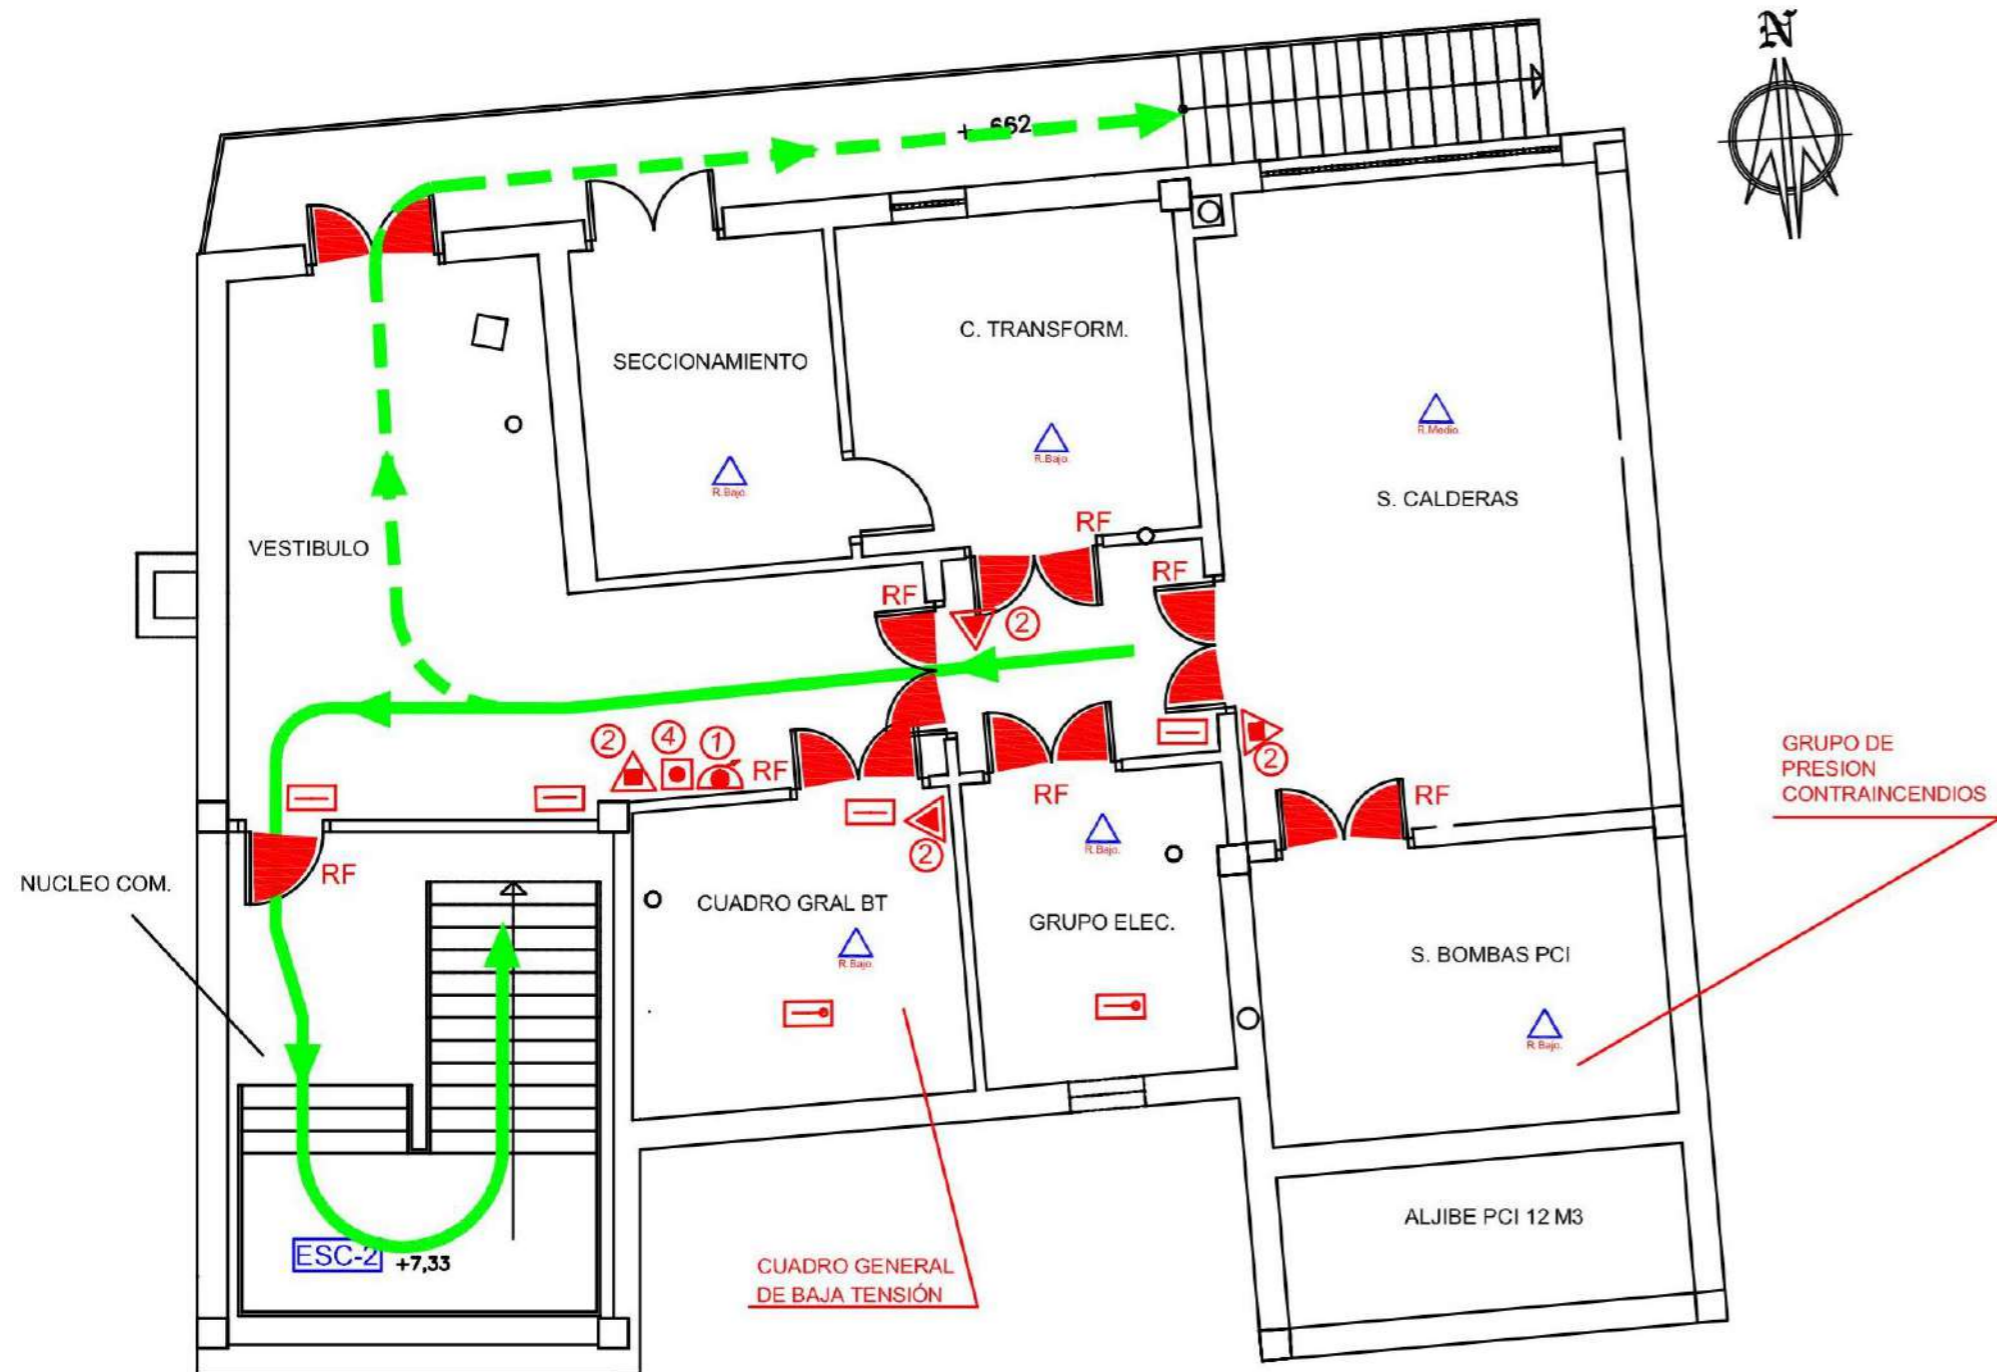 N
+ 662
C. TRANSFORM.
SECCIONAMIENTO
R.Medio.
R.Bajo.
R.Bajo.
S. CALDERAS
RF
VESTIBULO
RF
RF
2
2
4
1
RF
2
GRUPO DE
PRESION
CONTRAINCENDIOS
RF
RF
R.Bajo.
2
RF
NUCLEO COM.
CUADRO GRAL BT
GRUPO ELEC.
R.Bajo.
S. BOMBAS PCI
R.Bajo.
ALJIBE PCI 12 M3
ESC-2
+7,33
CUADRO GENERAL
DE BAJA TENSIÓN